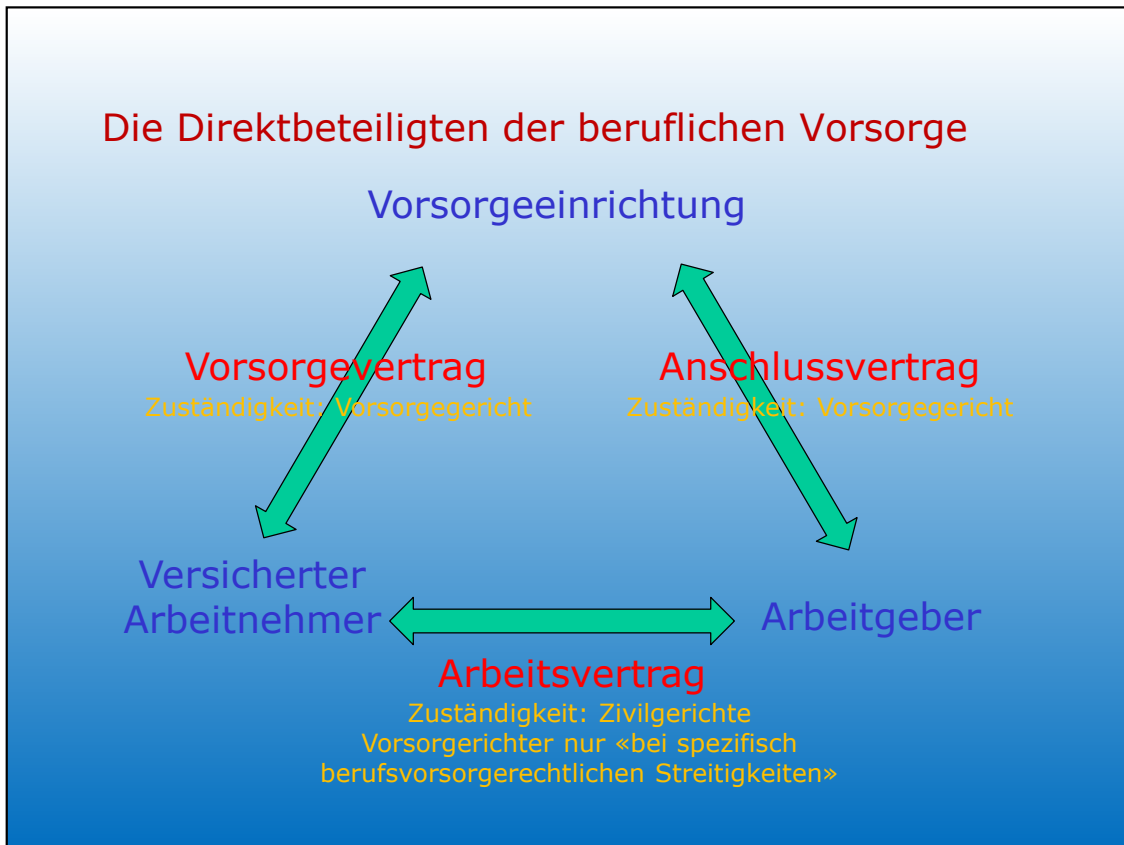 Die Direktbeteiligten der beruflichen Vorsorge
Vorsorgeeinrichtung
Vorsorgevertrag
Zuständigkeit: Vorsorgegericht
Anschlussvertrag
Zuständigkeit: Vorsorgegericht
Versicherter
Arbeitnehmer
Arbeitgeber
Arbeitsvertrag
Zuständigkeit: Zivilgerichte
Vorsorgerichter nur «bei spezifisch
berufsvorsorgerechtlichen Streitigkeiten»